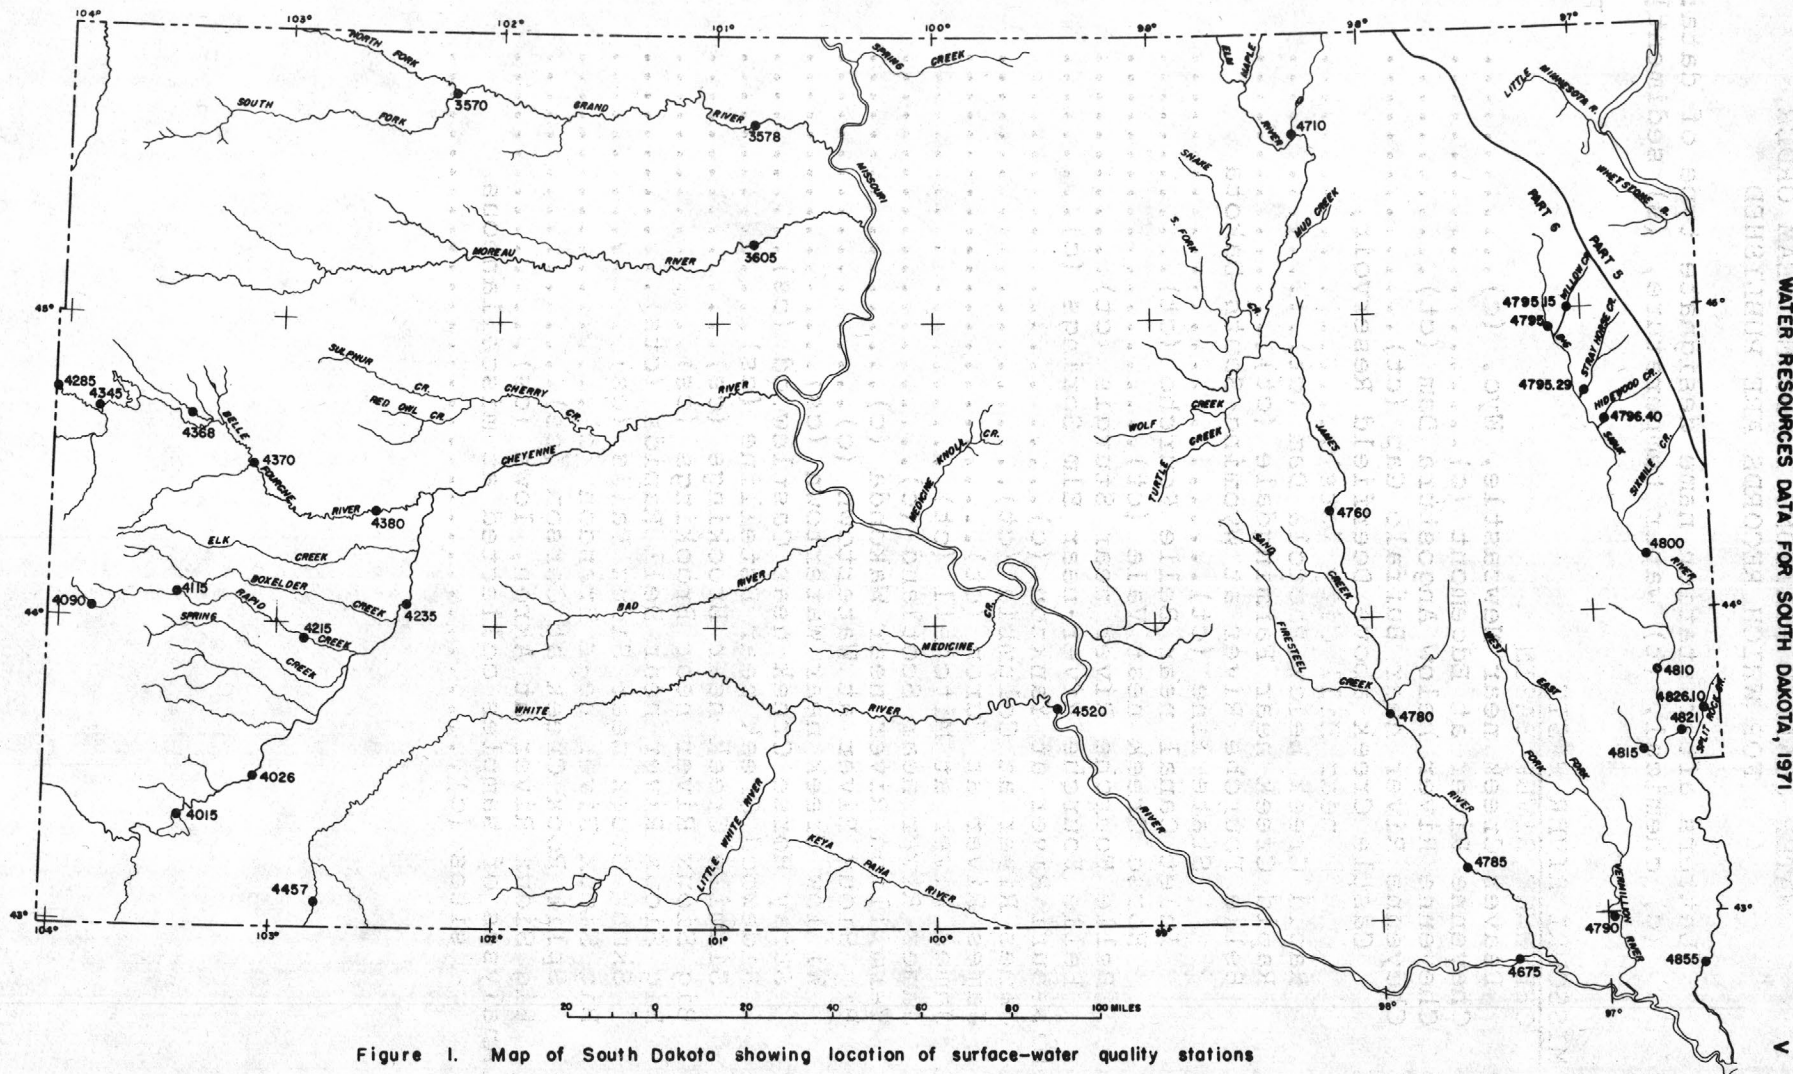 104°
103°
102°
101°
100°
99°
98°
97°
NORTH FORK
SOUTH FORK
3570
GRAND RIVER
3578
SPRING CREEK
MISSOURI
ELM
MAPLE
RIVER
4710
SNAKE
CR.
S. FORK
MUD CREEK
LITTLE MINNESOTA R.
WHETSTONE R.
PART 6
PART 5
MOREAU RIVER
3605
45°
45°
4795.15
WILLOW CR.
4795
BIG
STRAY HORSE CR.
4795.29
HIDEWOOD CR.
4796.40
SIOUX
SIXMILE CR.
4285
4345
4368
BELLE
4370
FOURCHE
RIVER
4380
SULPHUR CR.
RED OWL CR.
CHERRY CR.
CHEYENNE
RIVER
WOLF CREEK
TURTLE CREEK
MEDICINE KNOLL CR.
JAMES
4760
4800
RIVER
ELK CREEK
BOXELDER CREEK
4115
4090
RAPID
4215
CREEK
SPRING
CREEK
4235
44°
44°
BAD RIVER
MEDICINE CR.
SAND CREEK
FIRESTEEL CREEK
4780
WEST
FORK
EAST
FORK
4810
4826.10
4821
4815
SPLIT ROCK CR.
WHITE RIVER
4520
4026
4015
4457
LITTLE WHITE RIVER
KEYA PAHA RIVER
RIVER
RIVER
4785
VERMILLION RIVER
4790
4855
4675
43°
43°
104°
103°
102°
101°
100°
99°
98°
97°
20 0 20 40 60 80 100 MILES
Figure 1. Map of South Dakota showing location of surface-water quality stations
WATER RESOURCES DATA FOR SOUTH DAKOTA, 1971
V